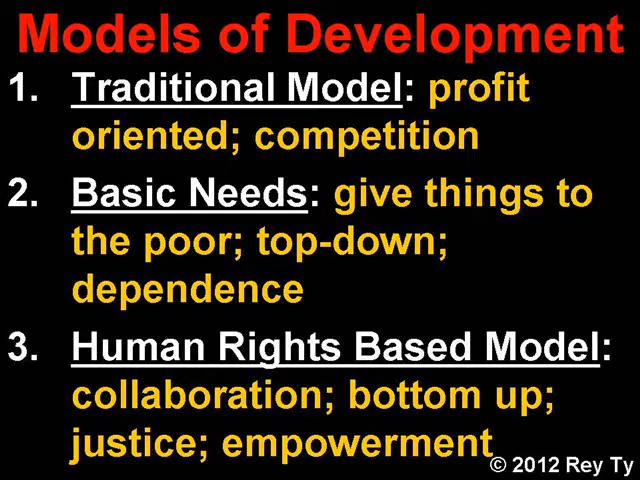 Models of Development
1. Traditional Model: profit
oriented; competition
2. Basic Needs: give things to
the poor; top-down;
dependence
3. Human Rights Based Model:
collaboration; bottom up;
justice; empowerment
© 2012 Rey Ty